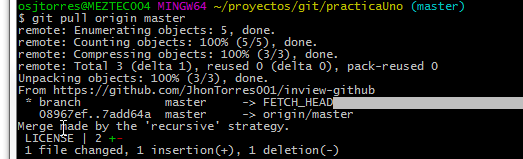 osjtorres@MEZTEC004 MINGW64 ~/proyectos/git/practicaUno (master)
$ git pull origin master
remote: Enumerating objects: 5, done.
remote: Counting objects: 100% (5/5), done.
remote: Compressing objects: 100% (3/3), done.
remote: Total 3 (delta 1), reused 0 (delta 0), pack-reused 0
Unpacking objects: 100% (3/3), done.
From https://github.com/JhonTorres001/inview-github
 * branch            master     -> FETCH_HEAD
   08967ef..7add64a  master     -> origin/master
Merge made by the 'recursive' strategy.
 LICENSE | 2 +-
 1 file changed, 1 insertion(+), 1 deletion(-)